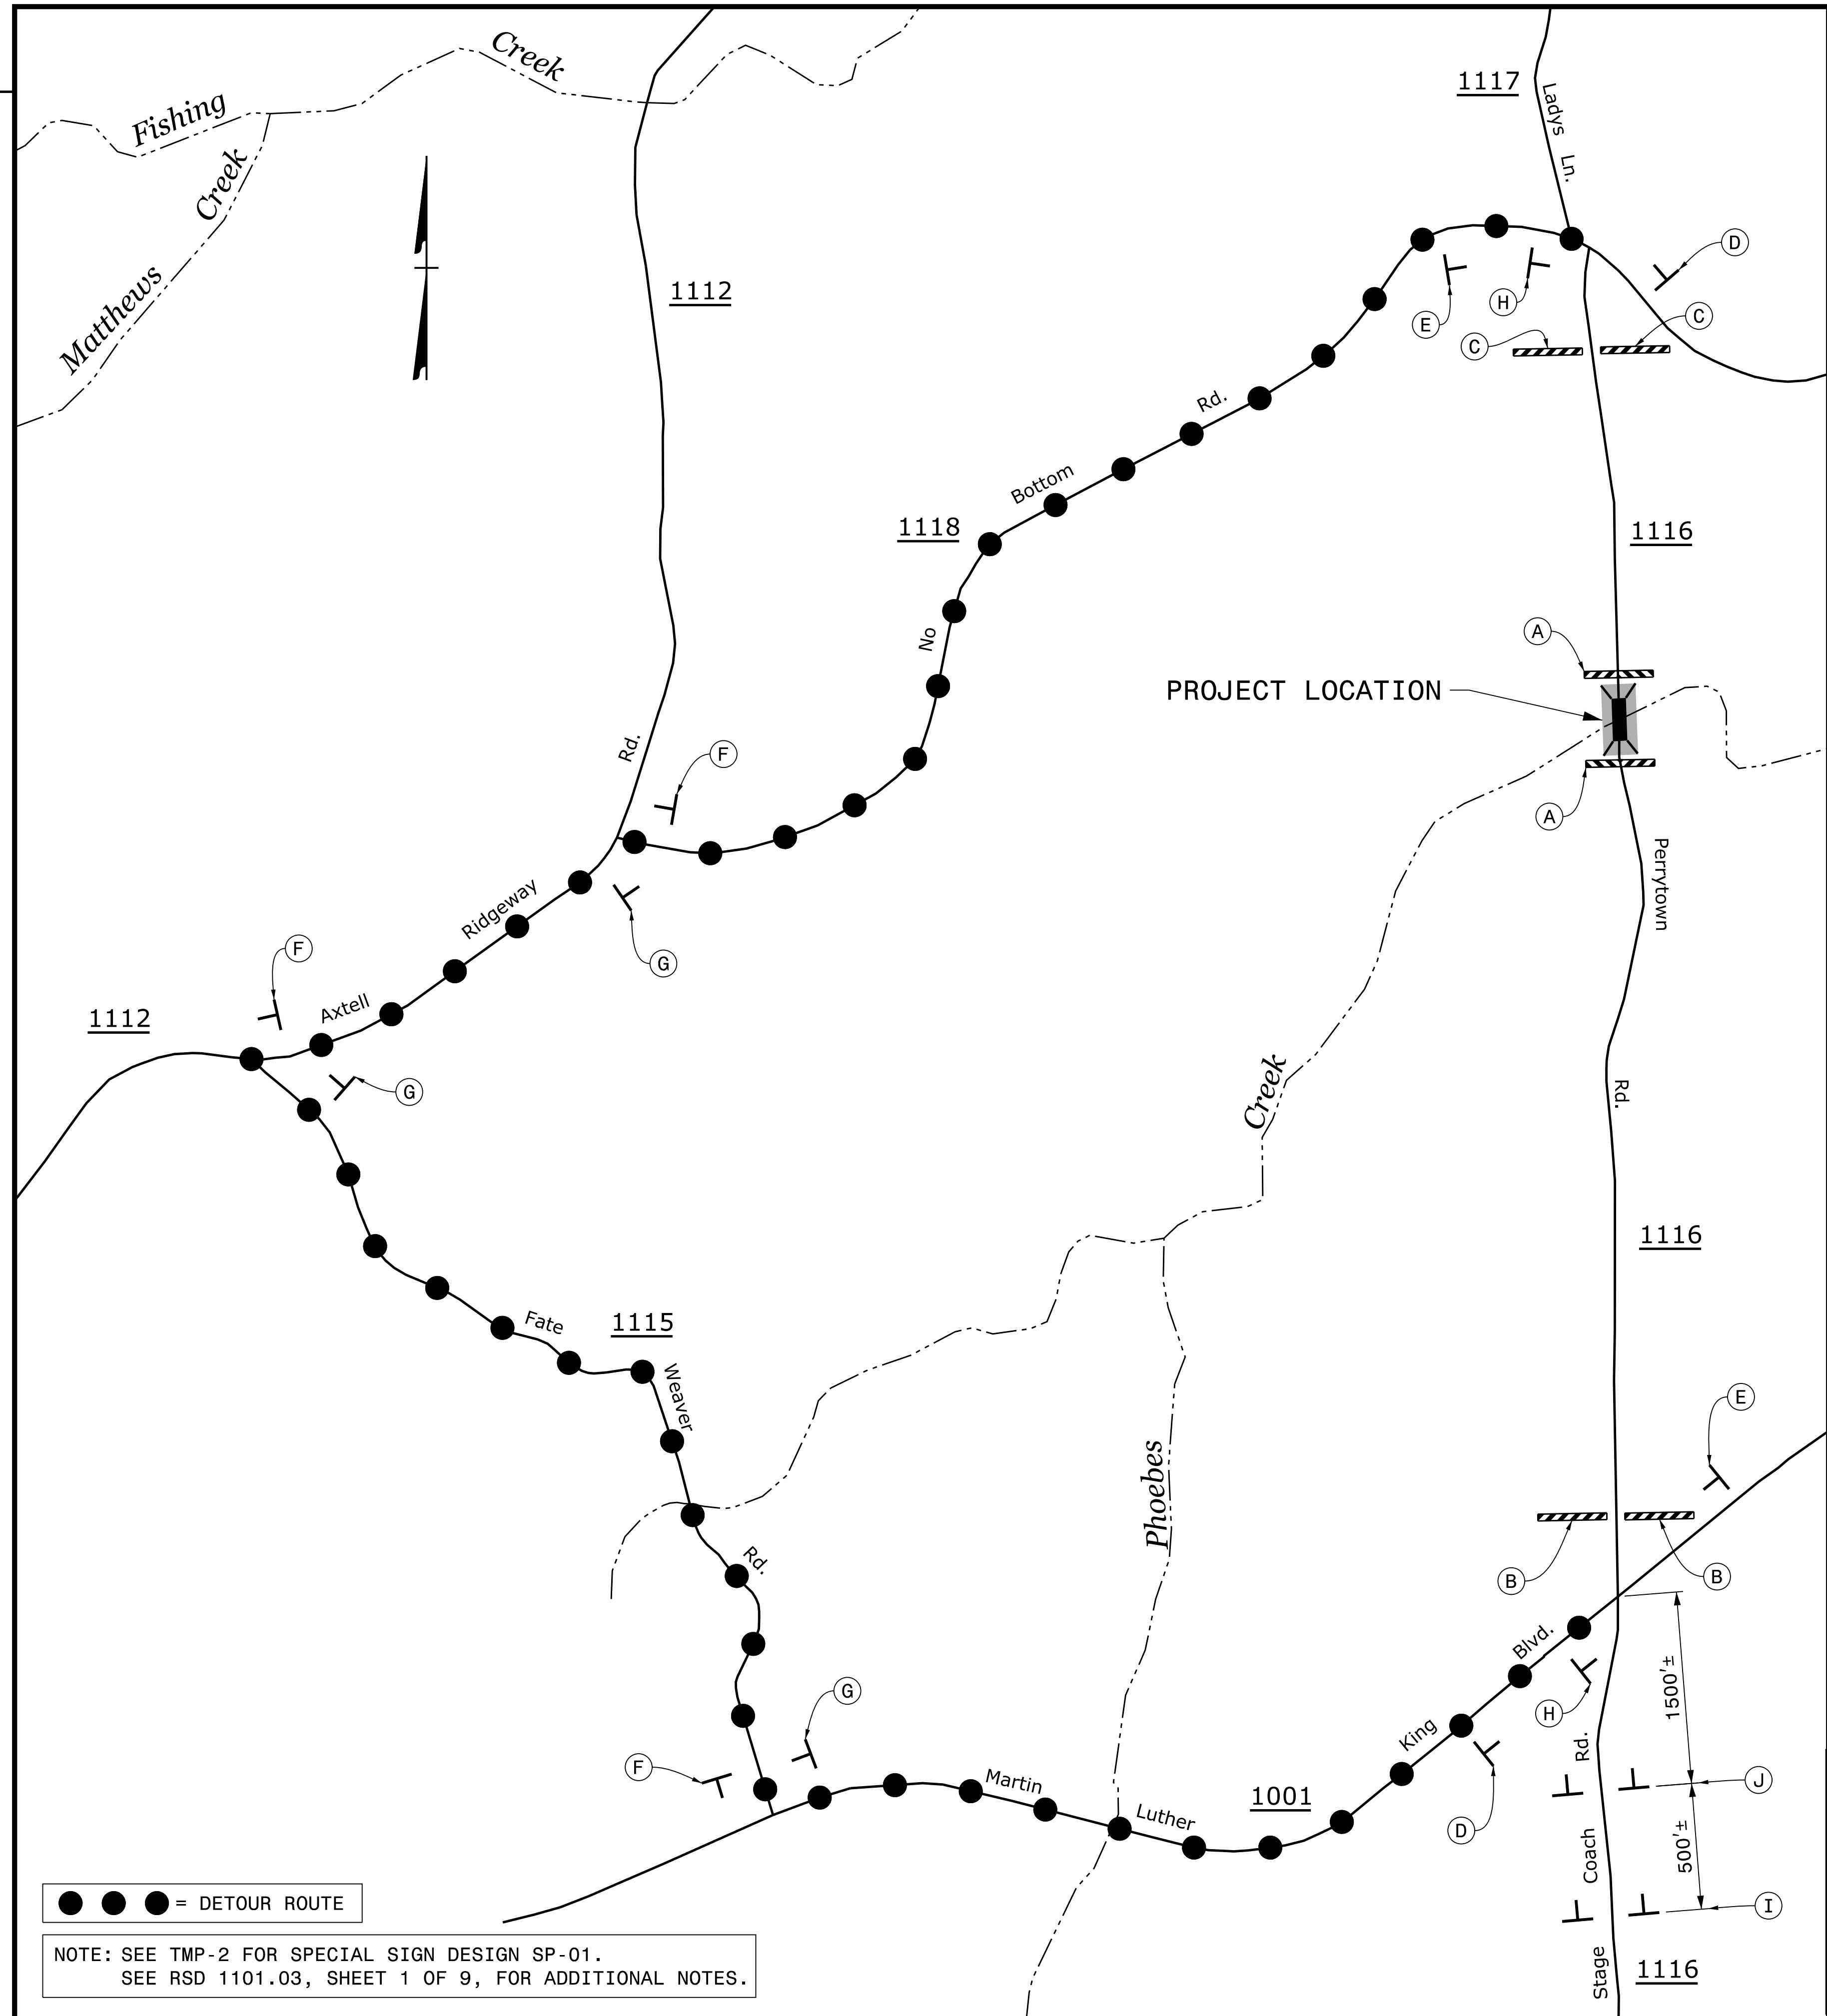 Creek
Fishing
Creek
Matthews
1117
Ladys Ln.
1112
D
E
H
C
C
Rd.
Bottom
1118
1116
No
A
PROJECT LOCATION
Rd.
F
A
Perrytown
Ridgeway
G
F
Axtell
1112
G
Creek
Rd.
1116
Fate
1115
Weaver
E
Phoebes
Rd.
B
B
Blvd.
1500'±
G
H
King
Rd.
F
Martin
J
1001
Luther
D
500'±
Coach
I
= DETOUR ROUTE
NOTE: SEE TMP-2 FOR SPECIAL SIGN DESIGN SP-01.
SEE RSD 1101.03, SHEET 1 OF 9, FOR ADDITIONAL NOTES.
Stage
1116